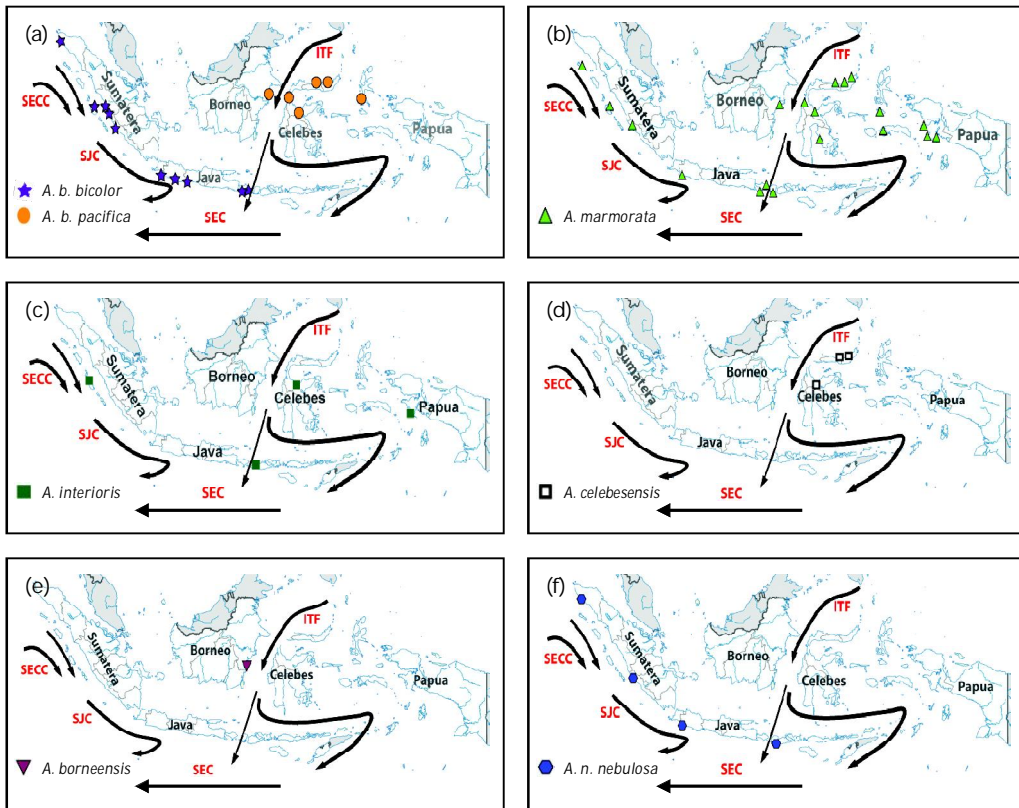 (a)
ITF
Sumatera
SECC
Borneo
Celebes
Papua
SJC
Java
A. b. bicolor
A. b. pacifica
SEC
(b)
ITF
Sumatera
SECC
Borneo
Celebes
Papua
SJC
Java
A. marmorata
SEC
(c)
ITF
SECC
Sumatera
Borneo
Celebes
Papua
SJC
Java
A. interioris
SEC
(d)
ITF
SECC
Sumatera
Borneo
Celebes
Papua
SJC
Java
A. celebesensis
SEC
(e)
ITF
SECC
Sumatera
Borneo
Celebes
Papua
SJC
Java
A. borneensis
SEC
(f)
ITF
SECC
Sumatera
Borneo
Celebes
Papua
SJC
Java
A. n. nebulosa
SEC